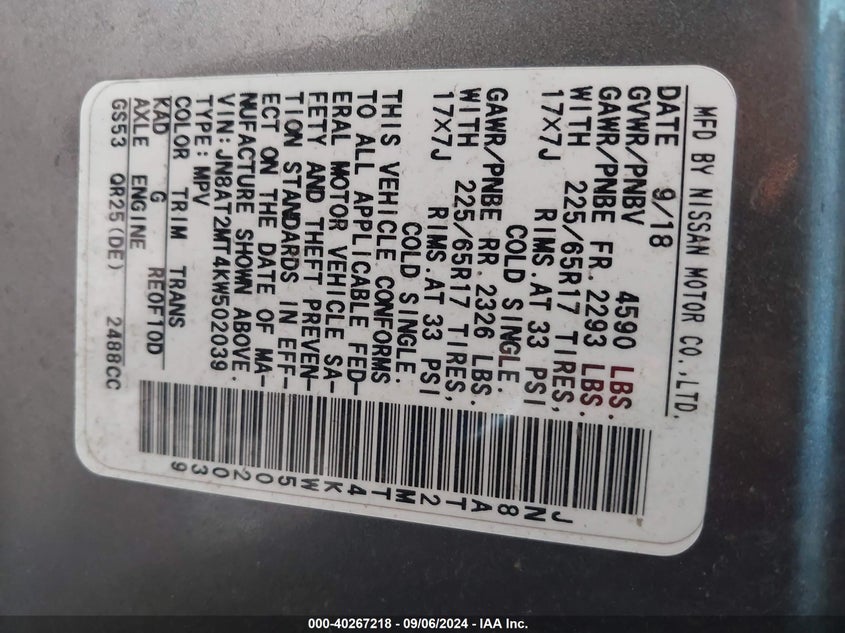 MFD BY NISSAN MOTOR CO.,LTD.
DATE 9/18
GVWR/PNBV 4590 LBS.
GAWR/PNBE FR. 2293 LBS.
WITH 225/65R17 TIRES,
17X7J RIMS.AT 33 PSI
COLD SINGLE.
GAWR/PNBE RR. 2326 LBS.
WITH 225/65R17 TIRES,
17X7J RIMS.AT 33 PSI
COLD SINGLE.
THIS VEHICLE CONFORMS
TO ALL APPLICABLE FED-
ERAL MOTOR VEHICLE SA-
FETY AND THEFT PREVEN-
TION STANDARDS IN EFF-
ECT ON THE DATE OF MA-
NUFACTURE SHOWN ABOVE.
VIN:JN8AT2MT4KW502039
TYPE:MPV
COLOR TRIM TRANS
KAD G RE0F10D
AXLE ENGINE
GS53 QR25(DE) 2488CC
JN8AT2MT4KW502039
000-40267218 - 09/06/2024 - IAA Inc.